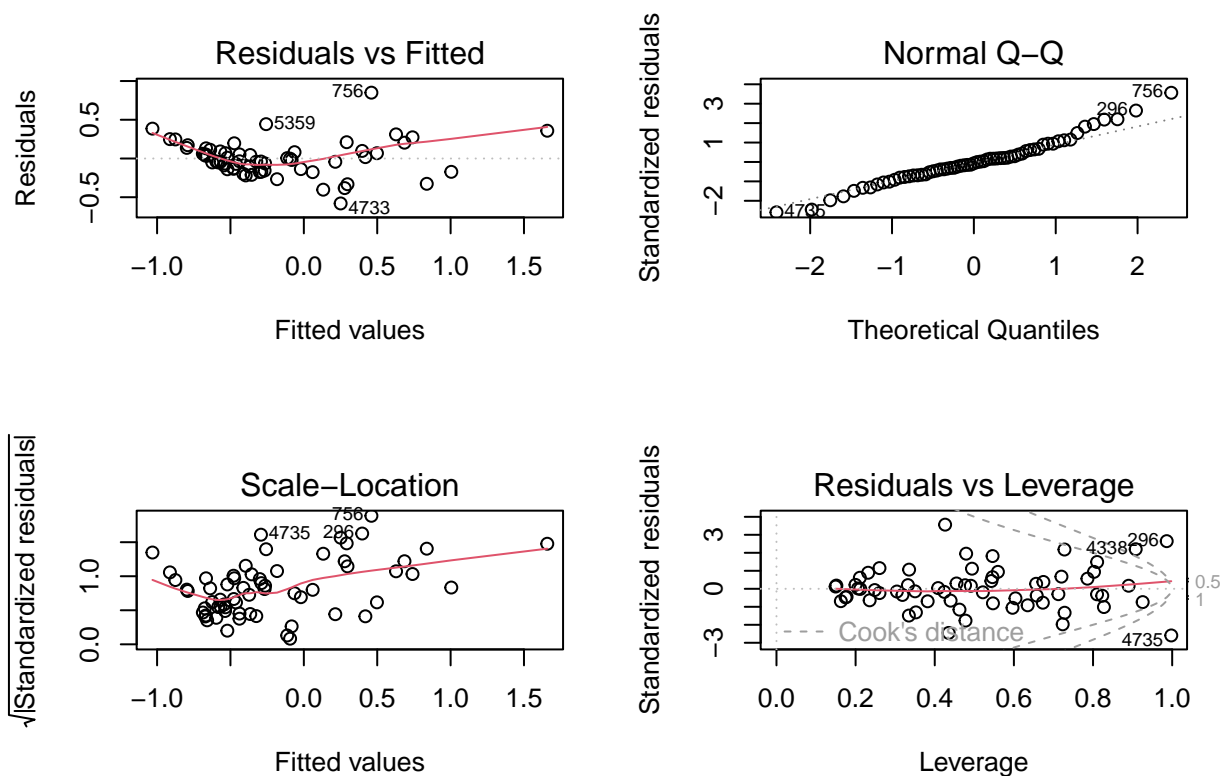 Residuals vs Fitted
Residuals
0.5
−0.5
756
5359
4733
−1.0 0.0 0.5 1.0 1.5
Fitted values
Normal Q−Q
Standardized residuals
3
1
−2
756
296
4735
−2 −1 0 1 2
Theoretical Quantiles
Scale−Location
√|Standardized residuals|
1.0
0.0
756
296
4735
−1.0 0.0 0.5 1.0 1.5
Fitted values
Residuals vs Leverage
Standardized residuals
3
0
−3
296
4338
4735
0.5
1
Cook's distance
0.0 0.2 0.4 0.6 0.8 1.0
Leverage